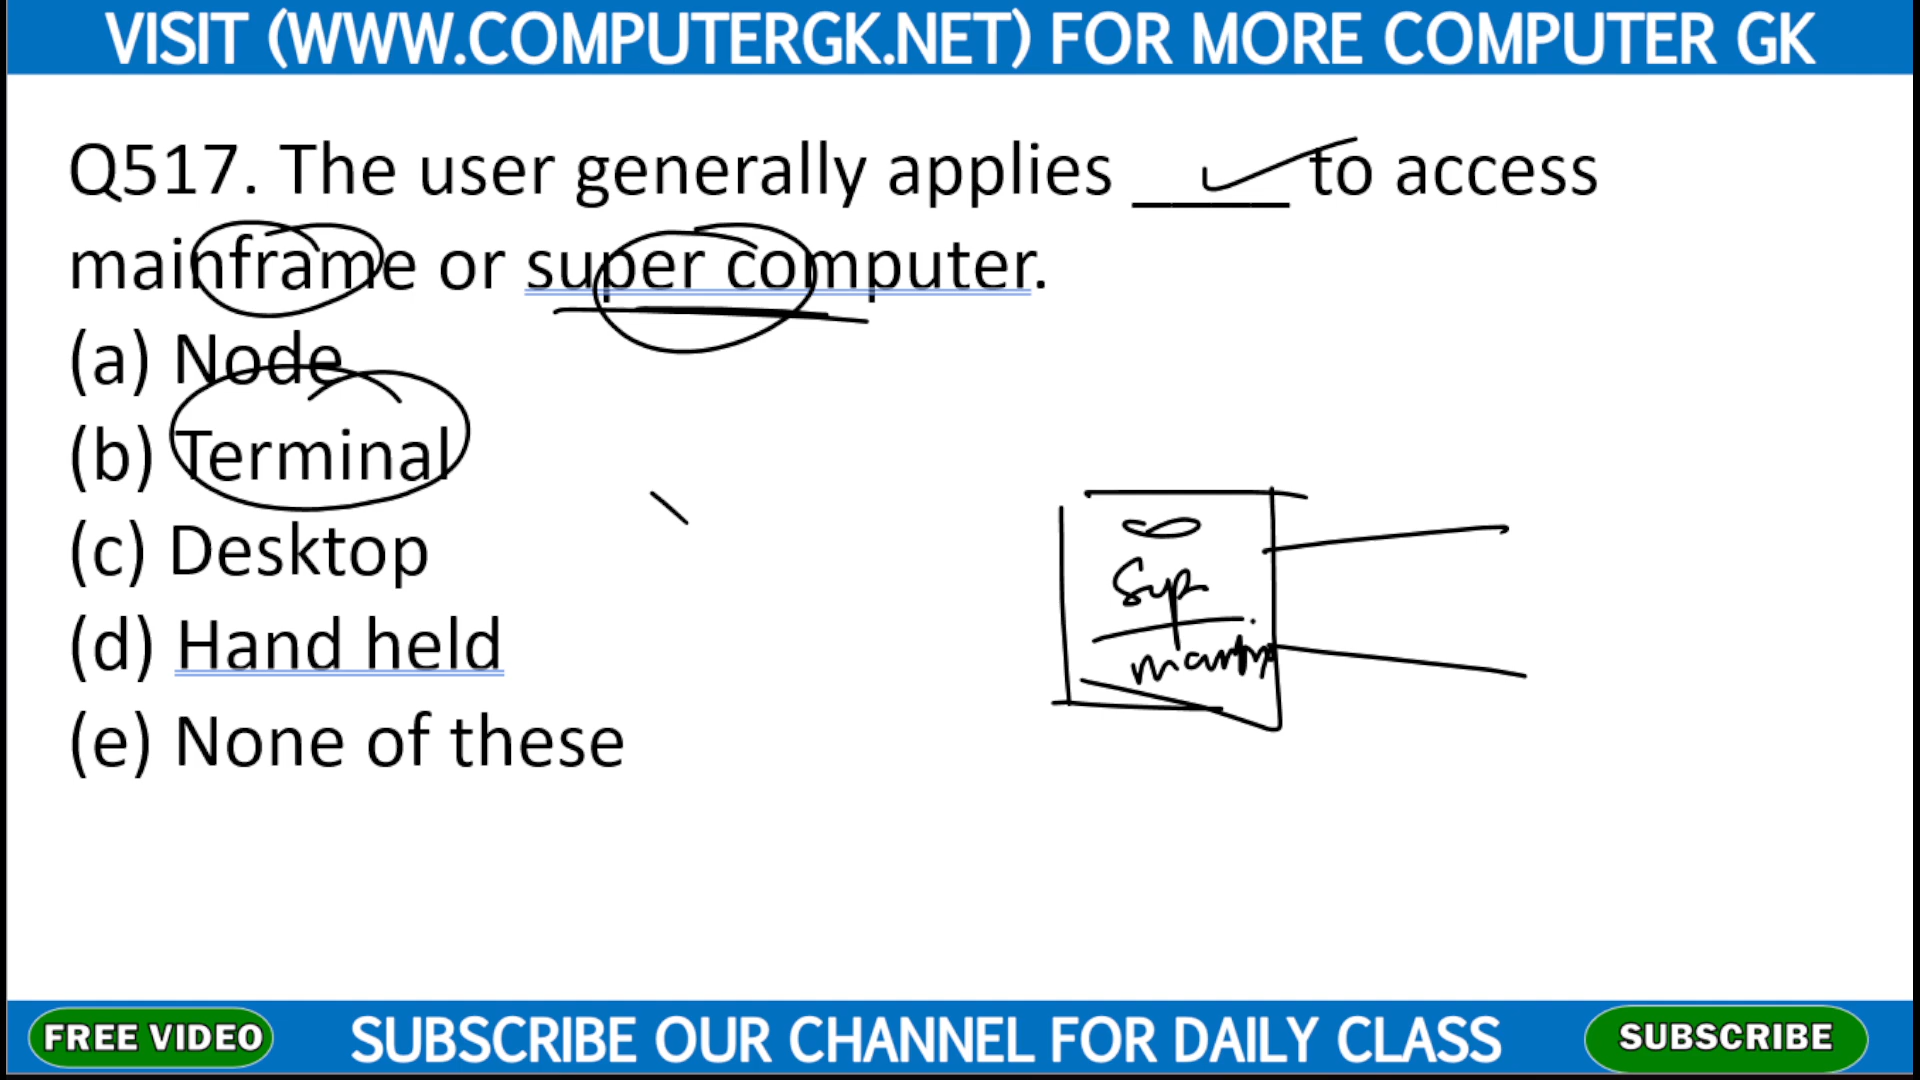 VISIT (WWW.COMPUTERGK.NET) FOR MORE COMPUTER GK
Q517. The user generally applies ____ to access
mainframe or super computer.
(a) Node
(b) Terminal
(c) Desktop
(d) Hand held
(e) None of these
Sup
FREE VIDEO
SUBSCRIBE OUR CHANNEL FOR DAILY CLASS
SUBSCRIBE